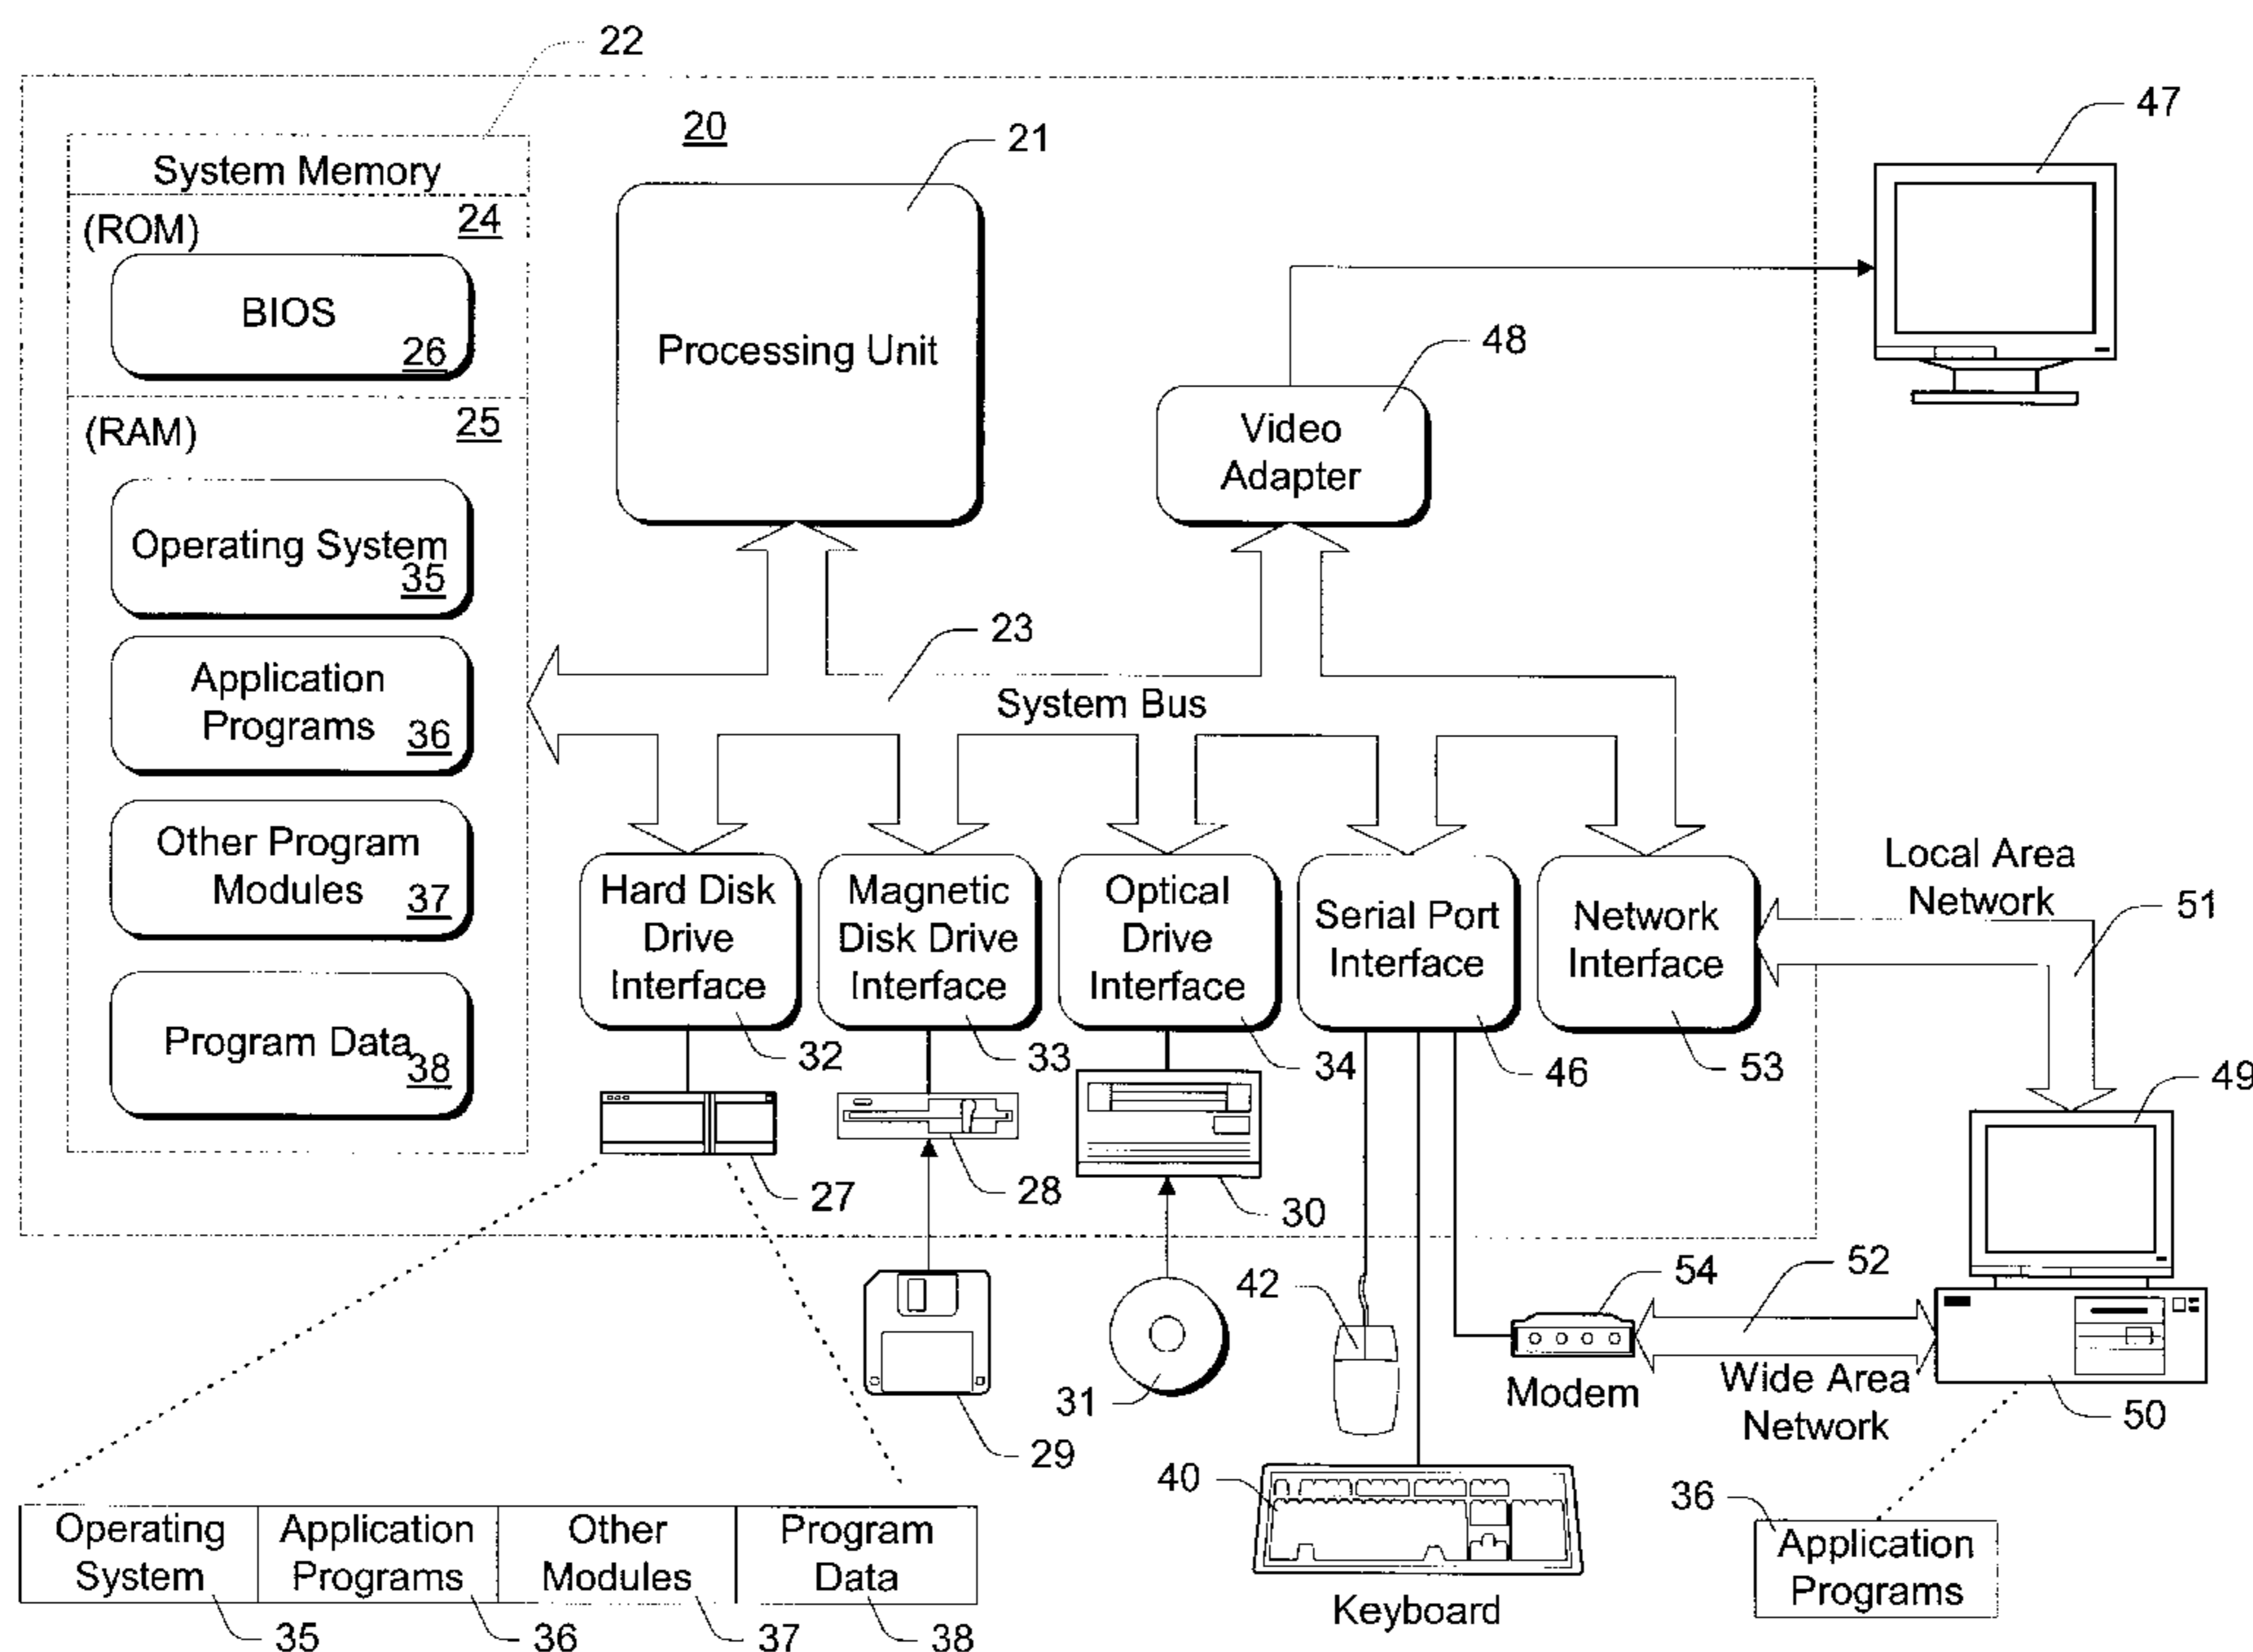 22
47
20
21
System Memory
(ROM)
24
BIOS
26
Processing Unit
48
Video
Adapter
(RAM)
25
Operating System
35
Application
Programs
36
Other Program
Modules
37
Program Data
38
23
System Bus
Hard Disk
Drive
Interface
32
Magnetic
Disk Drive
Interface
33
Optical
Drive
Interface
34
Serial Port
Interface
46
Network
Interface
53
Local Area
Network
51
49
27
28
30
42
54
52
Modem
Wide Area
Network
50
29
31
40
Keyboard
36
Application
Programs
Operating
System
35
Application
Programs
36
Other
Modules
37
Program
Data
38